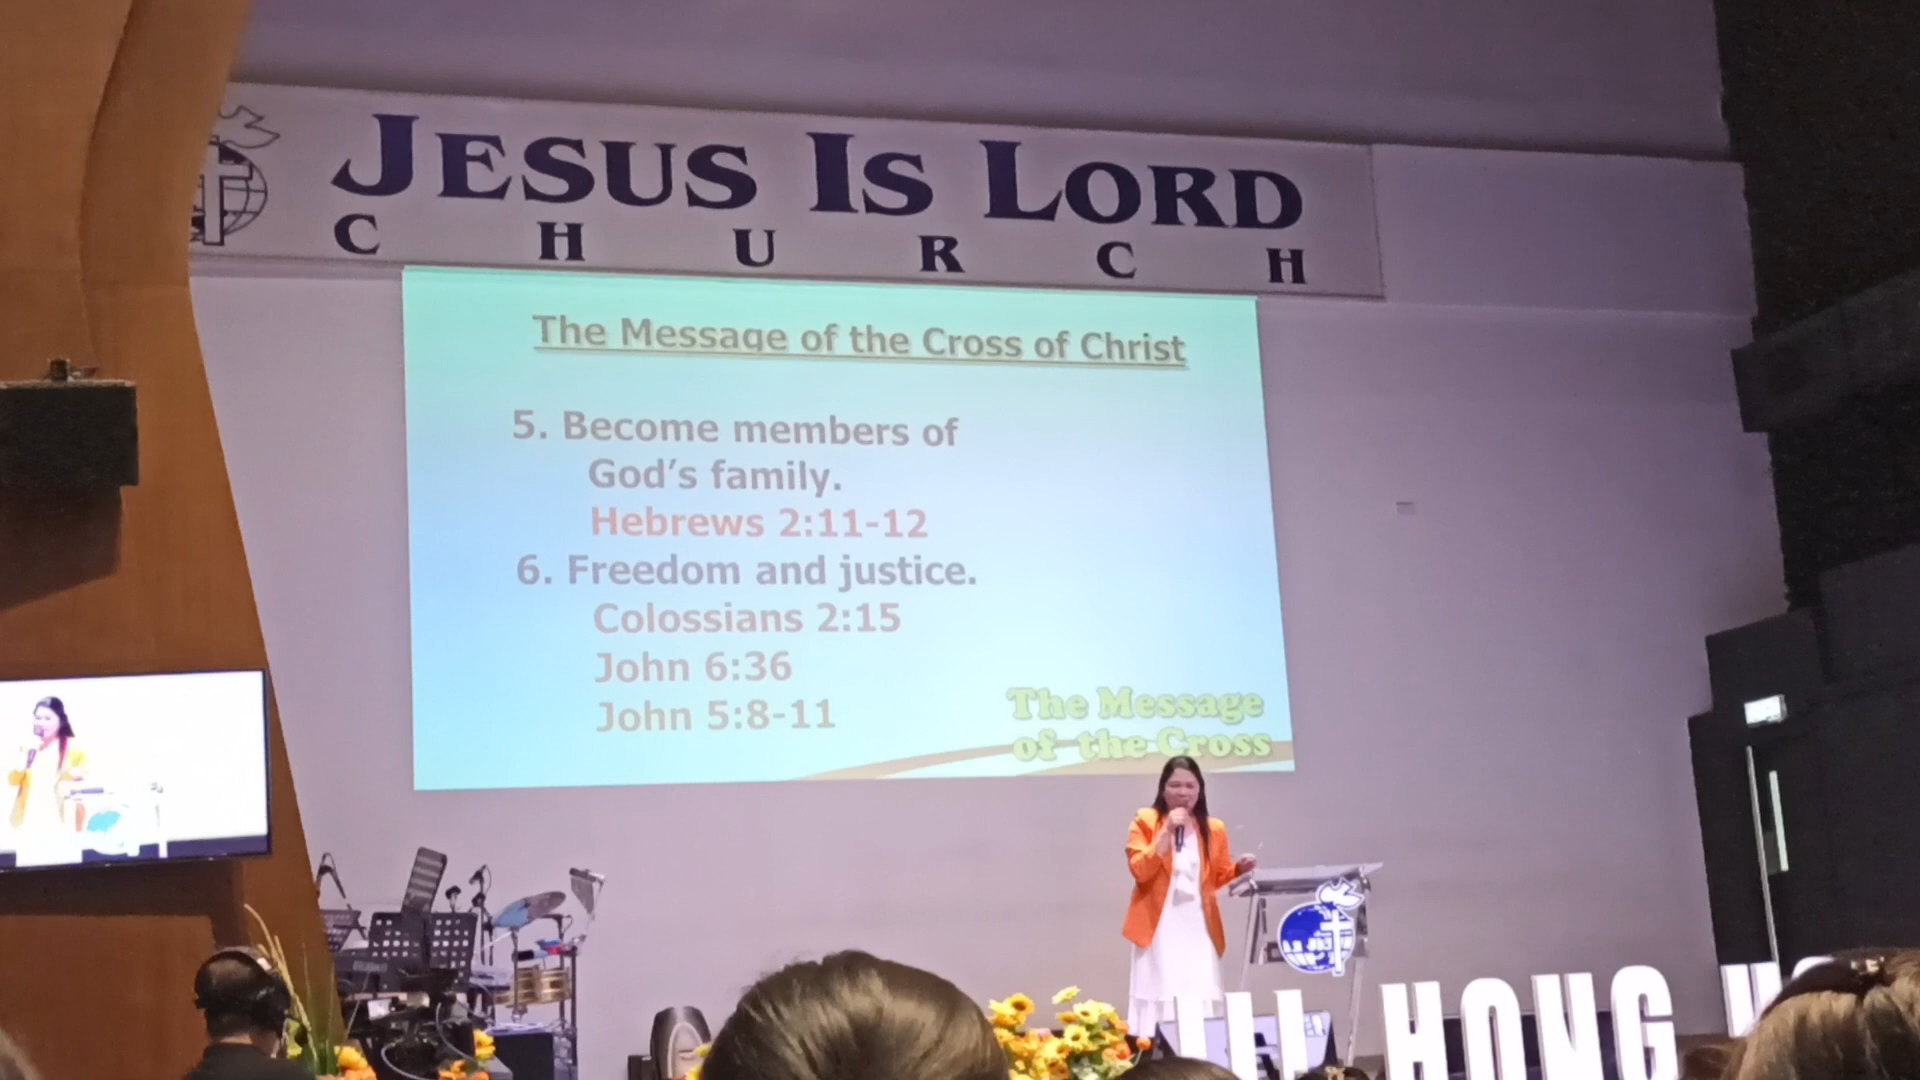 JESUS IS LORD
CHURCH
The Message of the Cross of Christ
5. Become members of
God's family.
Hebrews 2:11-12
6. Freedom and justice.
Colossians 2:15
John 6:36
John 5:8-11
The Message
of the Cross
HONG